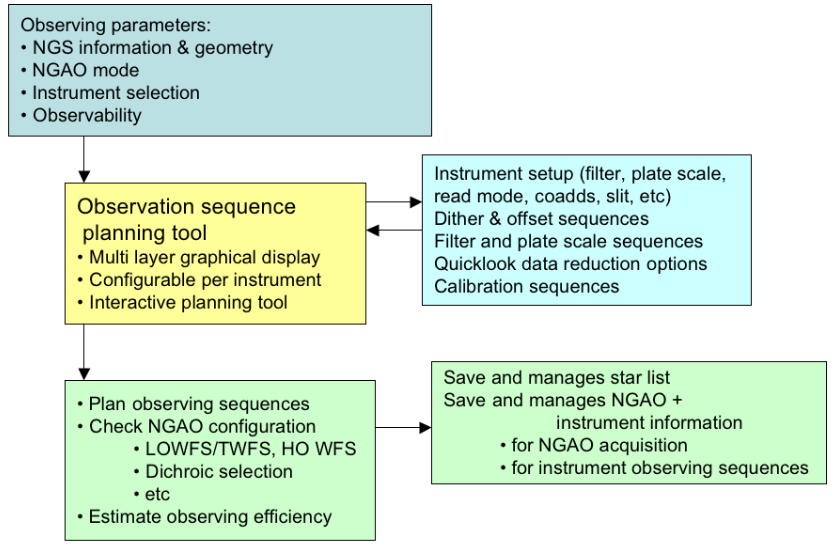 Observing parameters:
• NGS information & geometry
• NGAO mode
• Instrument selection
• Observability
Observation sequence
planning tool
• Multi layer graphical display
• Configurable per instrument
• Interactive planning tool
Instrument setup (filter, plate scale,
read mode, coadds, slit, etc)
Dither & offset sequences
Filter and plate scale sequences
Quicklook data reduction options
Calibration sequences
• Plan observing sequences
• Check NGAO configuration
• LOWFS/TWFS, HO WFS
• Dichroic selection
• etc
• Estimate observing efficiency
Save and manages star list
Save and manages NGAO +
instrument information
• for NGAO acquisition
• for instrument observing sequences